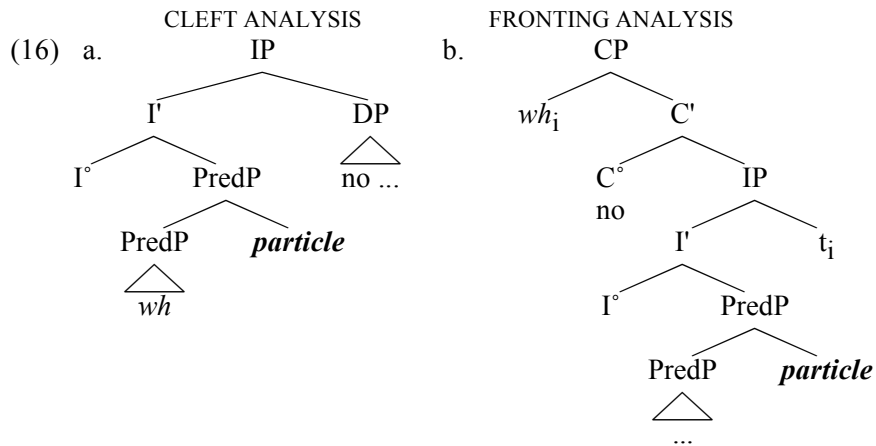 CLEFT ANALYSIS FRONTING ANALYSIS
(16) a. IP b. CP
I' DP whi C'
I° PredP no ... C° IP
no
PredP particle I' ti
wh I° PredP
PredP particle
...